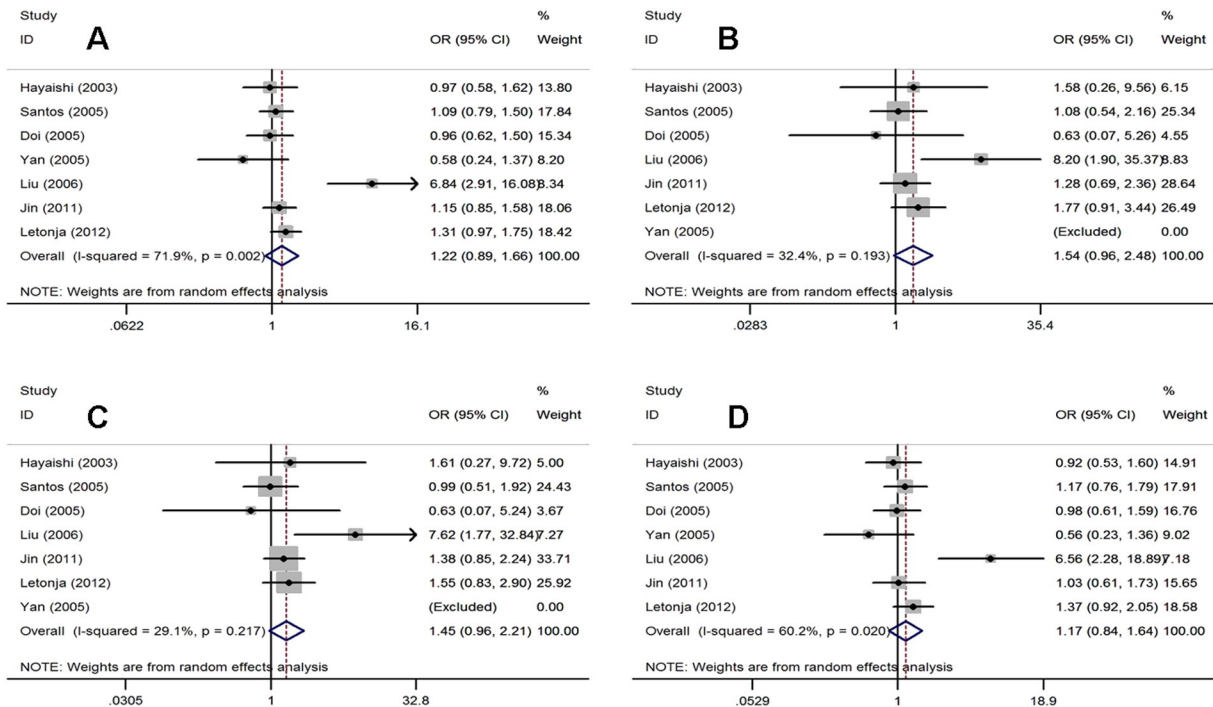 Study %
ID A OR (95% CI) Weight
Hayaishi (2003) 0.97 (0.58, 1.62) 13.80
Santos (2005) 1.09 (0.79, 1.50) 17.84
Doi (2005) 0.96 (0.62, 1.50) 15.34
Yan (2005) 0.58 (0.24, 1.37) 8.20
Liu (2006) 6.84 (2.91, 16.08) 8.34
Jin (2011) 1.15 (0.85, 1.58) 18.06
Letonja (2012) 1.31 (0.97, 1.75) 18.42
Overall (I-squared = 71.9%, p = 0.002) 1.22 (0.89, 1.66) 100.00
NOTE: Weights are from random effects analysis
.0622 1 16.1
Study %
ID B OR (95% CI) Weight
Hayaishi (2003) 1.58 (0.26, 9.56) 6.15
Santos (2005) 1.08 (0.54, 2.16) 25.34
Doi (2005) 0.63 (0.07, 5.26) 4.55
Liu (2006) 8.20 (1.90, 35.37) 8.83
Jin (2011) 1.28 (0.69, 2.36) 28.64
Letonja (2012) 1.77 (0.91, 3.44) 26.49
Yan (2005) (Excluded) 0.00
Overall (I-squared = 32.4%, p = 0.193) 1.54 (0.96, 2.48) 100.00
NOTE: Weights are from random effects analysis
.0283 1 35.4
Study %
ID C OR (95% CI) Weight
Hayaishi (2003) 1.61 (0.27, 9.72) 5.00
Santos (2005) 0.99 (0.51, 1.92) 24.43
Doi (2005) 0.63 (0.07, 5.24) 3.67
Liu (2006) 7.62 (1.77, 32.84) 7.27
Jin (2011) 1.38 (0.85, 2.24) 33.71
Letonja (2012) 1.55 (0.83, 2.90) 25.92
Yan (2005) (Excluded) 0.00
Overall (I-squared = 29.1%, p = 0.217) 1.45 (0.96, 2.21) 100.00
NOTE: Weights are from random effects analysis
.0305 1 32.8
Study %
ID D OR (95% CI) Weight
Hayaishi (2003) 0.92 (0.53, 1.60) 14.91
Santos (2005) 1.17 (0.76, 1.79) 17.91
Doi (2005) 0.98 (0.61, 1.59) 16.76
Yan (2005) 0.56 (0.23, 1.36) 9.02
Liu (2006) 6.56 (2.28, 18.89) 7.18
Jin (2011) 1.03 (0.61, 1.73) 15.65
Letonja (2012) 1.37 (0.92, 2.05) 18.58
Overall (I-squared = 60.2%, p = 0.020) 1.17 (0.84, 1.64) 100.00
NOTE: Weights are from random effects analysis
.0529 1 18.9